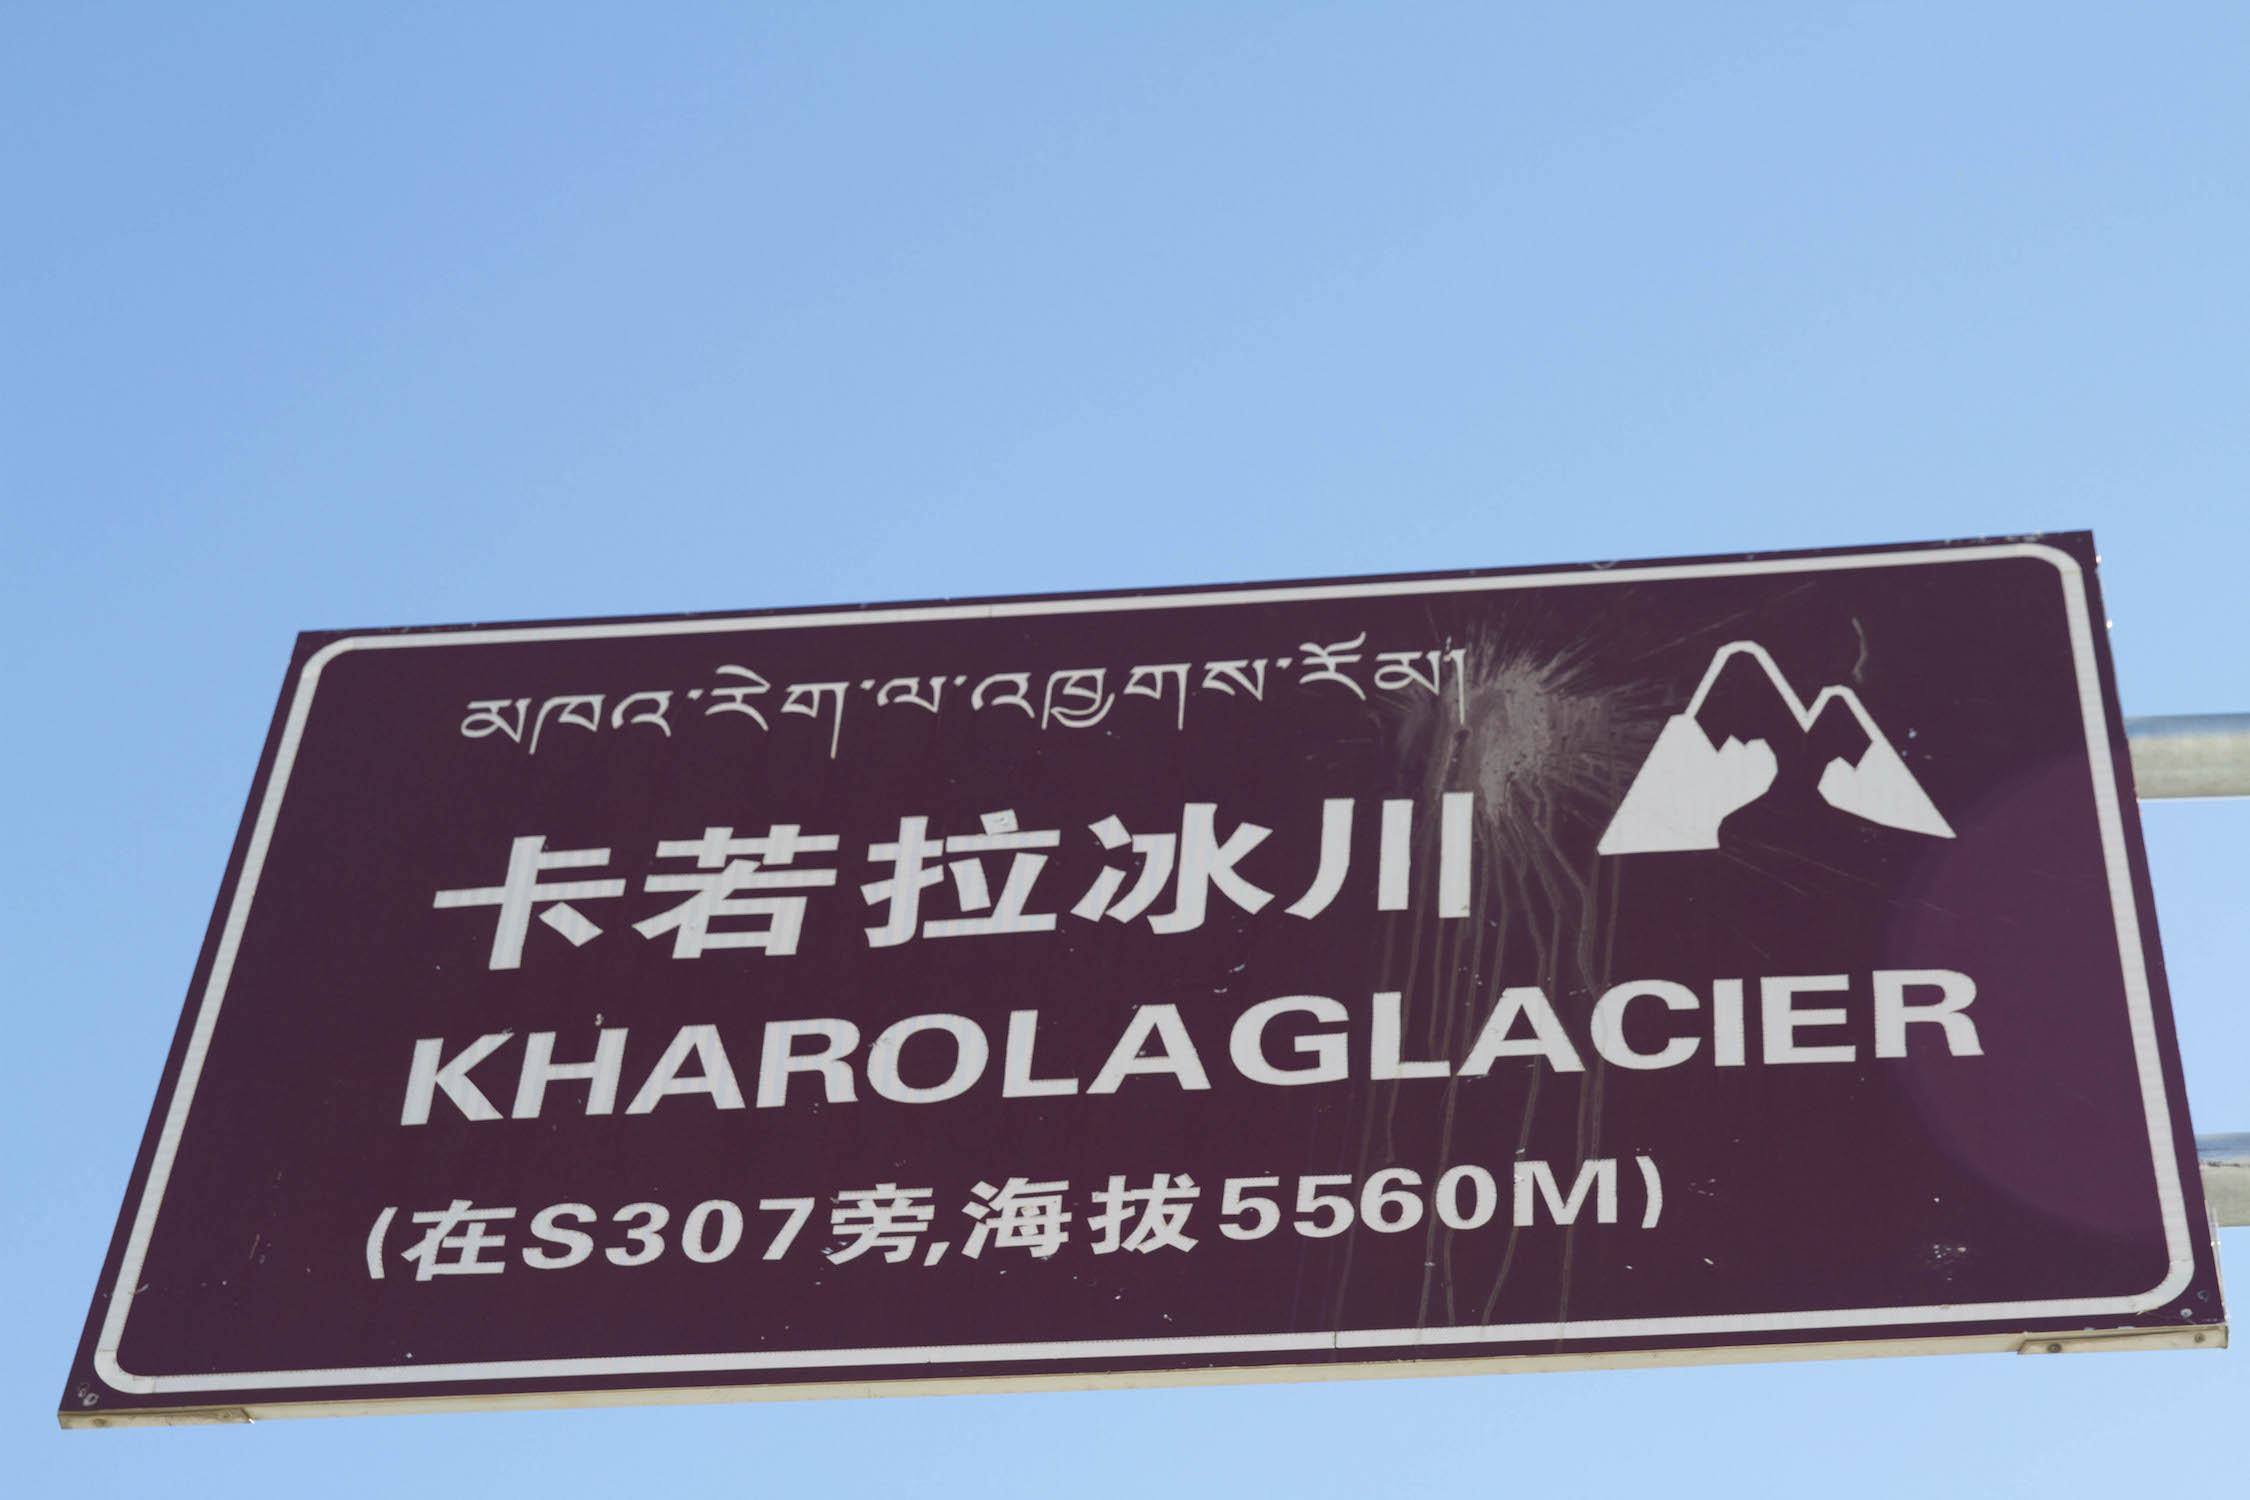 མཁའ་རེག་ལ་འཁྱགས་རོམ།
卡若拉冰川
KHAROLAGLACIER
(在S307旁,海拔5560M)